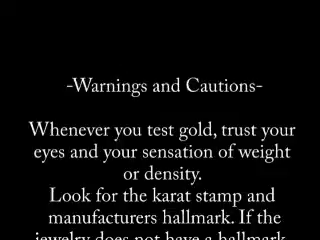 -Warnings and Cautions-
Whenever you test gold, trust your
eyes and your sensation of weight
or density.
Look for the karat stamp and
manufacturers hallmark. If the
jewelry does not have a hallmark